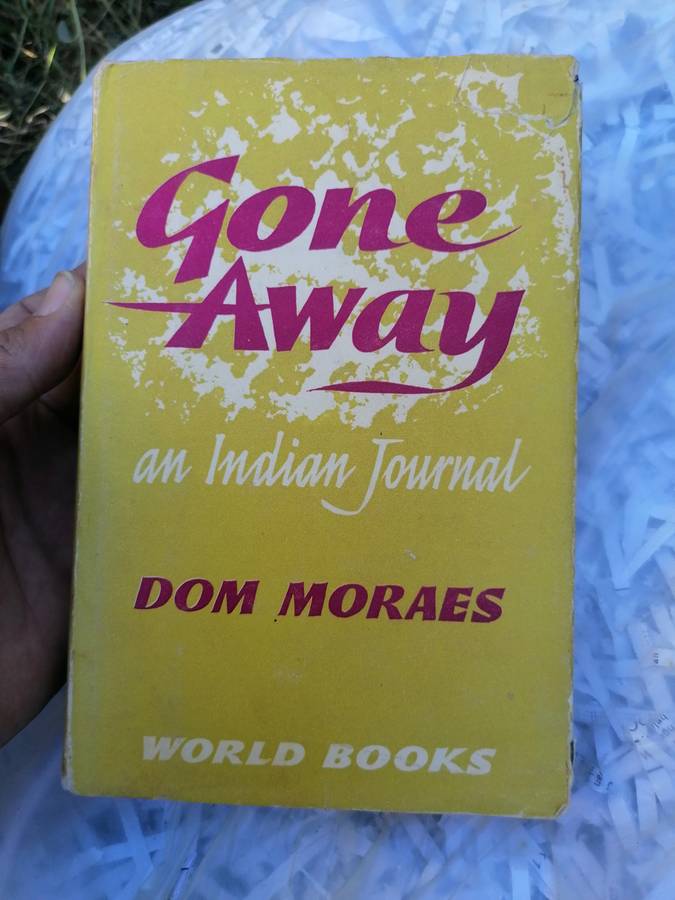 Gone
Away
an Indian Journal
DOM MORAES
WORLD BOOKS